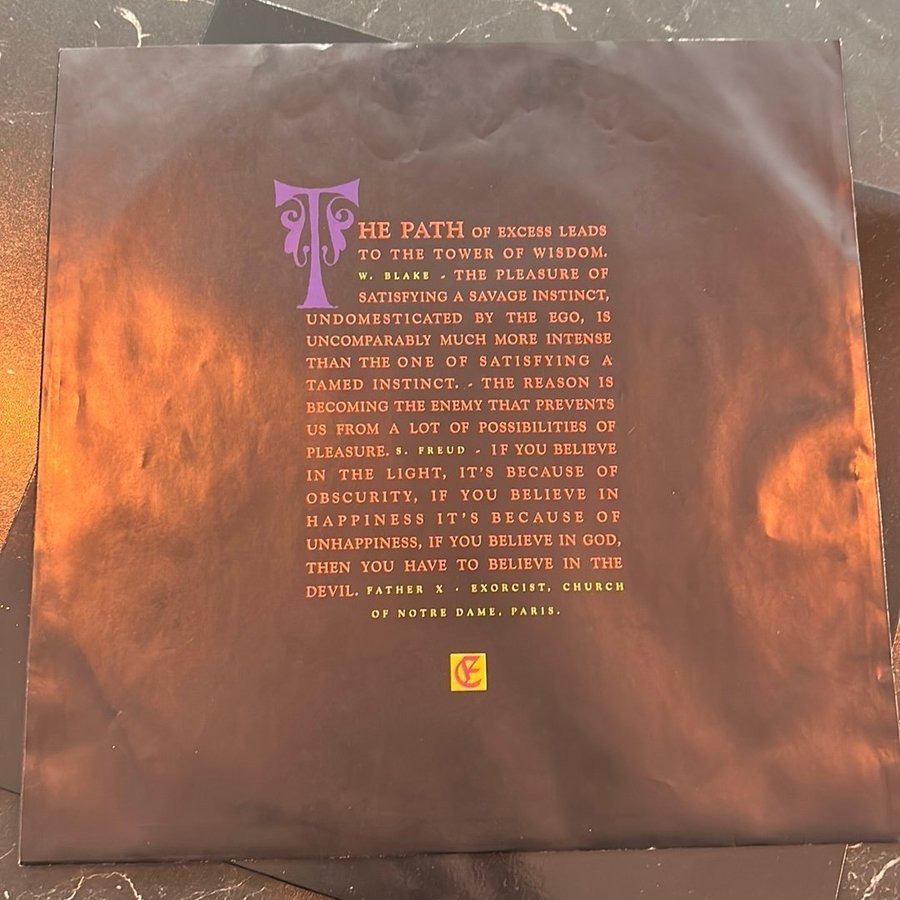 THE PATH OF EXCESS LEADS
TO THE TOWER OF WISDOM.
W. BLAKE - THE PLEASURE OF
SATISFYING A SAVAGE INSTINCT,
UNDOMESTICATED BY THE EGO, IS
UNCOMPARABLY MUCH MORE INTENSE
THAN THE ONE OF SATISFYING A
TAMED INSTINCT. - THE REASON IS
BECOMING THE ENEMY THAT PREVENTS
US FROM A LOT OF POSSIBILITIES OF
PLEASURE. S. FREUD - IF YOU BELIEVE
IN THE LIGHT, IT'S BECAUSE OF
OBSCURITY, IF YOU BELIEVE IN
HAPPINESS IT'S BECAUSE OF
UNHAPPINESS, IF YOU BELIEVE IN GOD,
THEN YOU HAVE TO BELIEVE IN THE
DEVIL. FATHER X - EXORCIST, CHURCH
OF NOTRE DAME, PARIS.